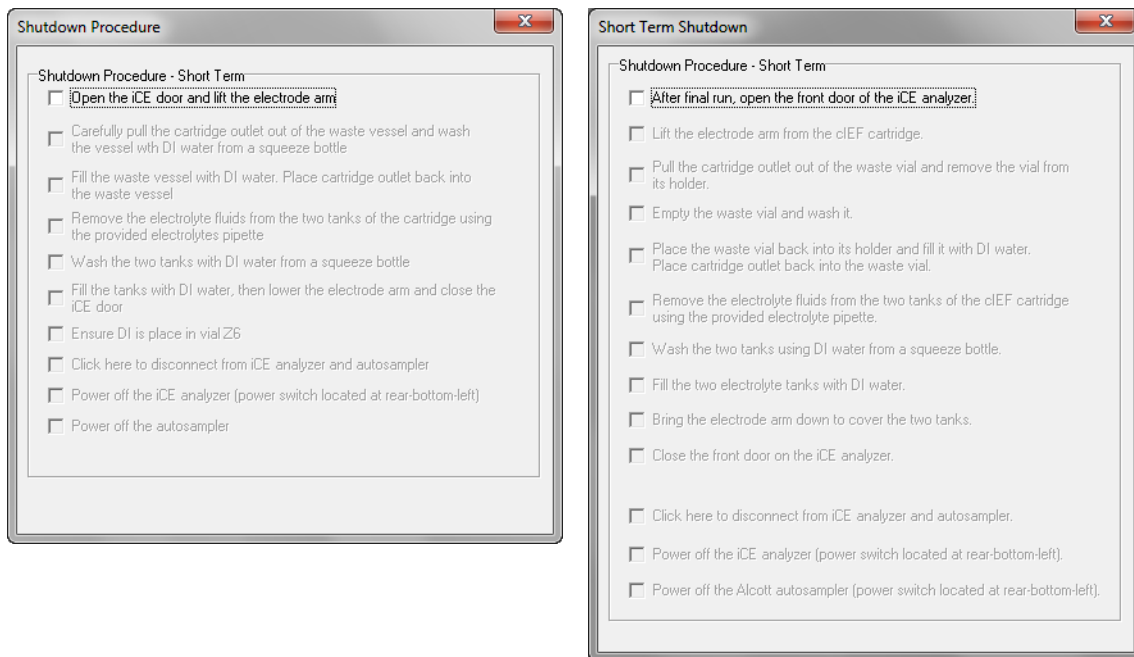 Shutdown Procedure
Shutdown Procedure - Short Term
Open the iCE door and lift the electrode arm
Carefully pull the cartridge outlet out of the waste vessel and wash
the vessel wth DI water from a squeeze bottle
Fill the waste vessel with DI water. Place cartridge outlet back into
the waste vessel
Remove the electrolyte fluids from the two tanks of the cartridge using
the provided electrolytes pipette
Wash the two tanks with DI water from a squeeze bottle
Fill the tanks with DI water, then lower the electrode arm and close the
iCE door
Ensure DI is place in vial Z6
Click here to disconnect from iCE analyzer and autosampler
Power off the iCE analyzer (power switch located at rear-bottom-left)
Power off the autosampler
Short Term Shutdown
Shutdown Procedure - Short Term
After final run, open the front door of the iCE analyzer.
Lift the electrode arm from the cIEF cartridge.
Pull the cartridge outlet out of the waste vial and remove the vial from
its holder.
Empty the waste vial and wash it.
Place the waste vial back into its holder and fill it with DI water.
Place cartridge outlet back into the waste vial.
Remove the electrolyte fluids from the two tanks of the cIEF cartridge
using the provided electrolyte pipette.
Wash the two tanks using DI water from a squeeze bottle.
Fill the two electrolyte tanks with DI water.
Bring the electrode arm down to cover the two tanks.
Close the front door on the iCE analyzer.
Click here to disconnect from iCE analyzer and autosampler.
Power off the iCE analyzer (power switch located at rear-bottom-left).
Power off the Alcott autosampler (power switch located at rear-bottom-left).